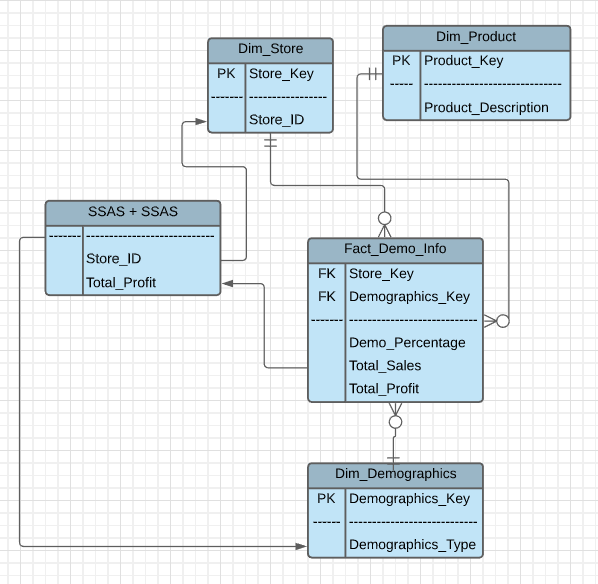 Dim_Store
PK Store_Key
Store_ID
Dim_Product
PK Product_Key
Product_Description
SSAS + SSAS
Store_ID
Total_Profit
Fact_Demo_Info
FK Store_Key
FK Demographics_Key
Demo_Percentage
Total_Sales
Total_Profit
Dim_Demographics
PK Demographics_Key
Demographics_Type